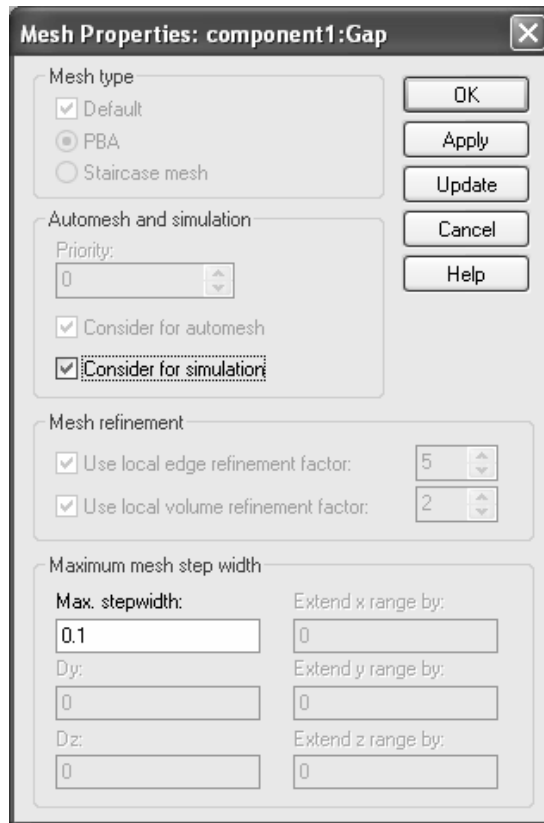 Mesh Properties: component1:Gap
Mesh type
Default
PBA
Staircase mesh
OK
Apply
Update
Cancel
Help
Automesh and simulation
Priority:
0
Consider for automesh
Consider for simulation
Mesh refinement
Use local edge refinement factor: 5
Use local volume refinement factor: 2
Maximum mesh step width
Max. stepwidth: Extend x range by:
0.1 0
Dy: Extend y range by:
0 0
Dz: Extend z range by:
0 0